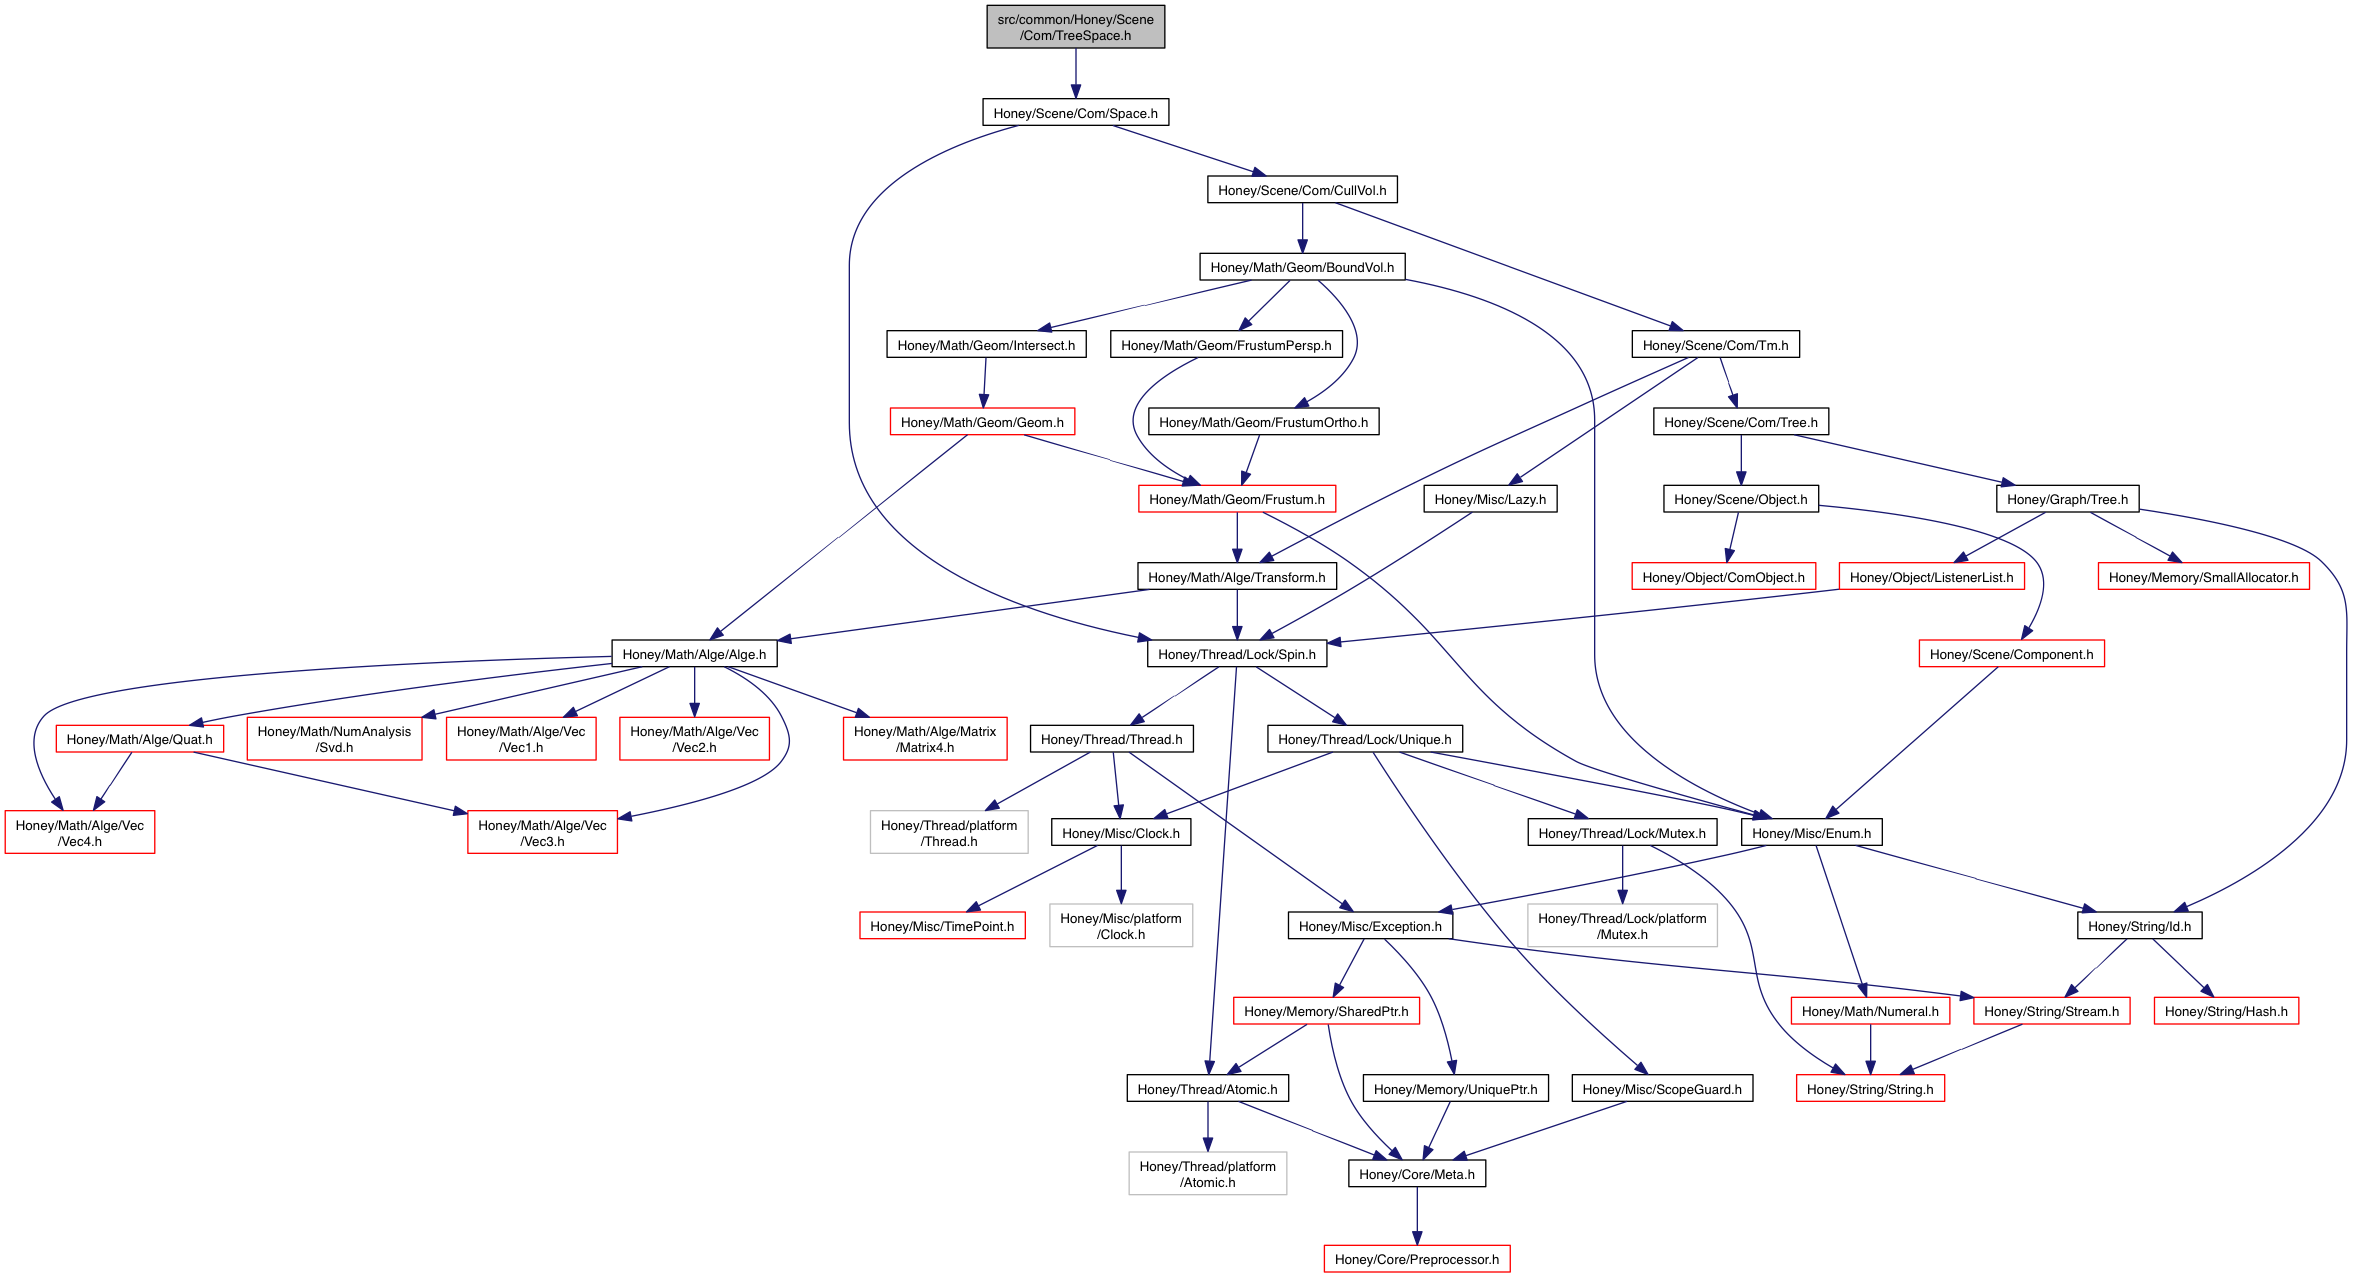 src/common/Honey/Scene
/Com/TreeSpace.h
Honey/Scene/Com/Space.h
Honey/Scene/Com/CullVol.h
Honey/Math/Geom/BoundVol.h
Honey/Math/Geom/Intersect.h
Honey/Math/Geom/FrustumPersp.h
Honey/Scene/Com/Tm.h
Honey/Math/Geom/Geom.h
Honey/Math/Geom/FrustumOrtho.h
Honey/Scene/Com/Tree.h
Honey/Math/Geom/Frustum.h
Honey/Misc/Lazy.h
Honey/Scene/Object.h
Honey/Graph/Tree.h
Honey/Math/Alge/Transform.h
Honey/Object/ComObject.h
Honey/Object/ListenerList.h
Honey/Memory/SmallAllocator.h
Honey/Math/Alge/Alge.h
Honey/Thread/Lock/Spin.h
Honey/Scene/Component.h
Honey/Math/Alge/Quat.h
Honey/Math/NumAnalysis
/Svd.h
Honey/Math/Alge/Vec
/Vec1.h
Honey/Math/Alge/Vec
/Vec2.h
Honey/Math/Alge/Matrix
/Matrix4.h
Honey/Thread/Thread.h
Honey/Thread/Lock/Unique.h
Honey/Math/Alge/Vec
/Vec4.h
Honey/Math/Alge/Vec
/Vec3.h
Honey/Thread/platform
/Thread.h
Honey/Misc/Clock.h
Honey/Thread/Lock/Mutex.h
Honey/Misc/Enum.h
Honey/Misc/TimePoint.h
Honey/Misc/platform
/Clock.h
Honey/Misc/Exception.h
Honey/Thread/Lock/platform
/Mutex.h
Honey/String/Id.h
Honey/Memory/SharedPtr.h
Honey/Math/Numeral.h
Honey/String/Stream.h
Honey/String/Hash.h
Honey/Thread/Atomic.h
Honey/Memory/UniquePtr.h
Honey/Misc/ScopeGuard.h
Honey/String/String.h
Honey/Thread/platform
/Atomic.h
Honey/Core/Meta.h
Honey/Core/Preprocessor.h